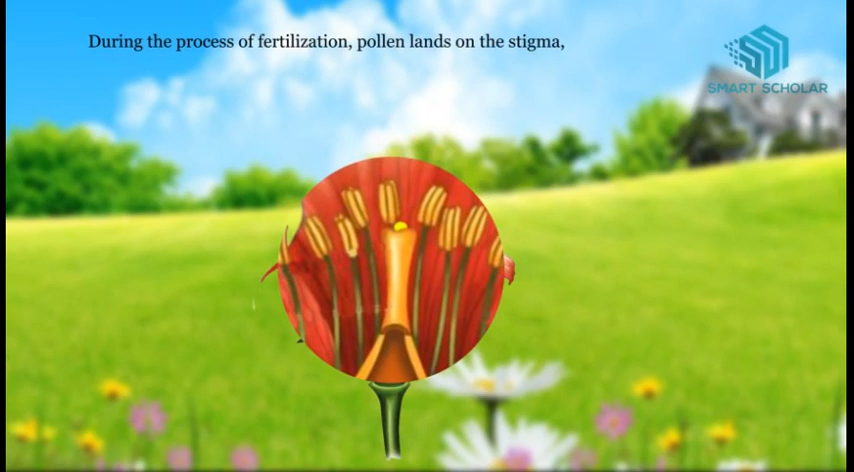 During the process of fertilization, pollen lands on the stigma,
SMART SCHOLAR